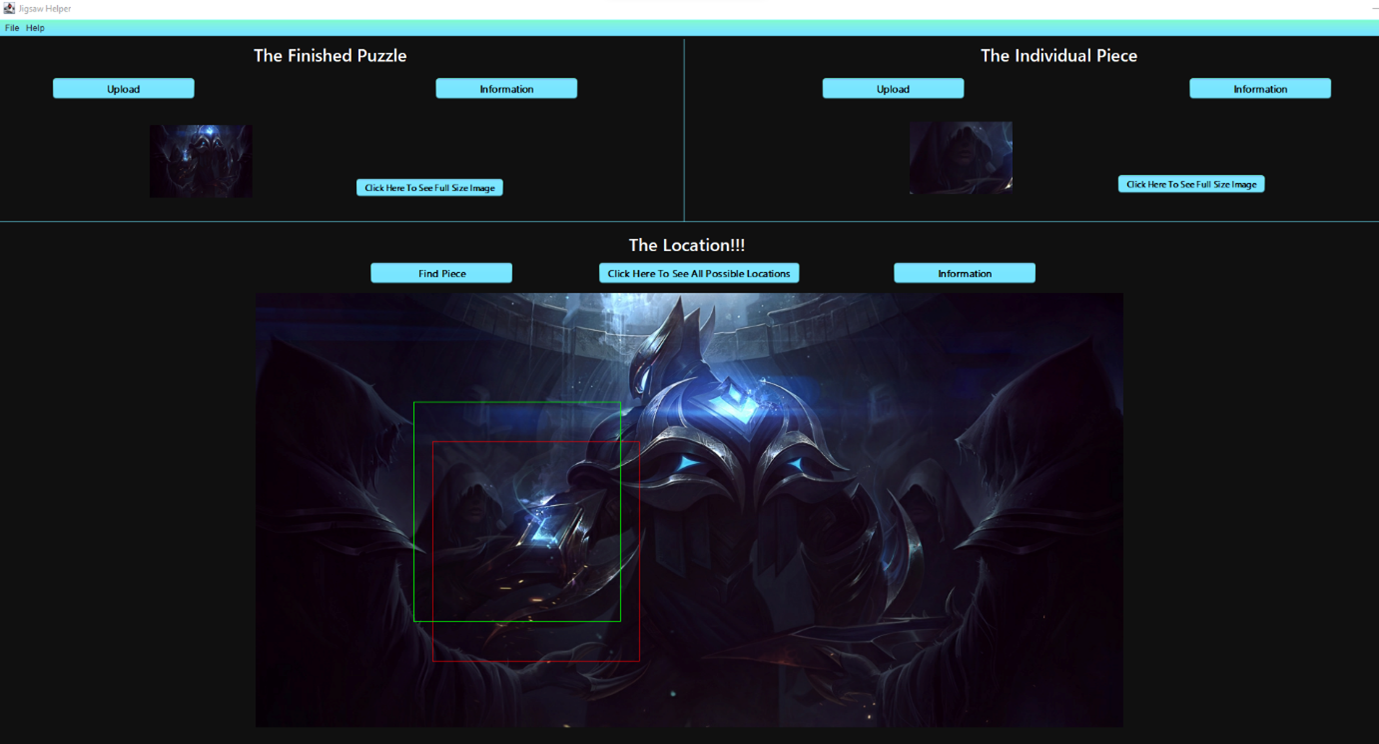 Jigsaw Helper
File Help
The Finished Puzzle
The Individual Piece
Upload
Information
Upload
Information
Click Here To See Full Size Image
Click Here To See Full Size Image
The Location!!!
Find Piece
Click Here To See All Possible Locations
Information